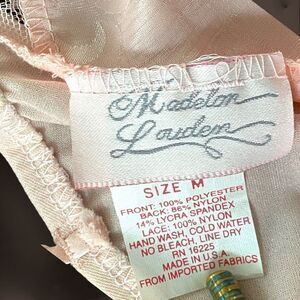 Madelon
Louden
SIZE M
FRONT: 100% POLYESTER
BACK: 86% NYLON
14% LYCRA SPANDEX
LACE: 100% NYLON
HAND WASH, COLD WATER
NO BLEACH, LINE DRY
RN 16225
MADE IN U.S.A.
FROM IMPORTED FABRICS